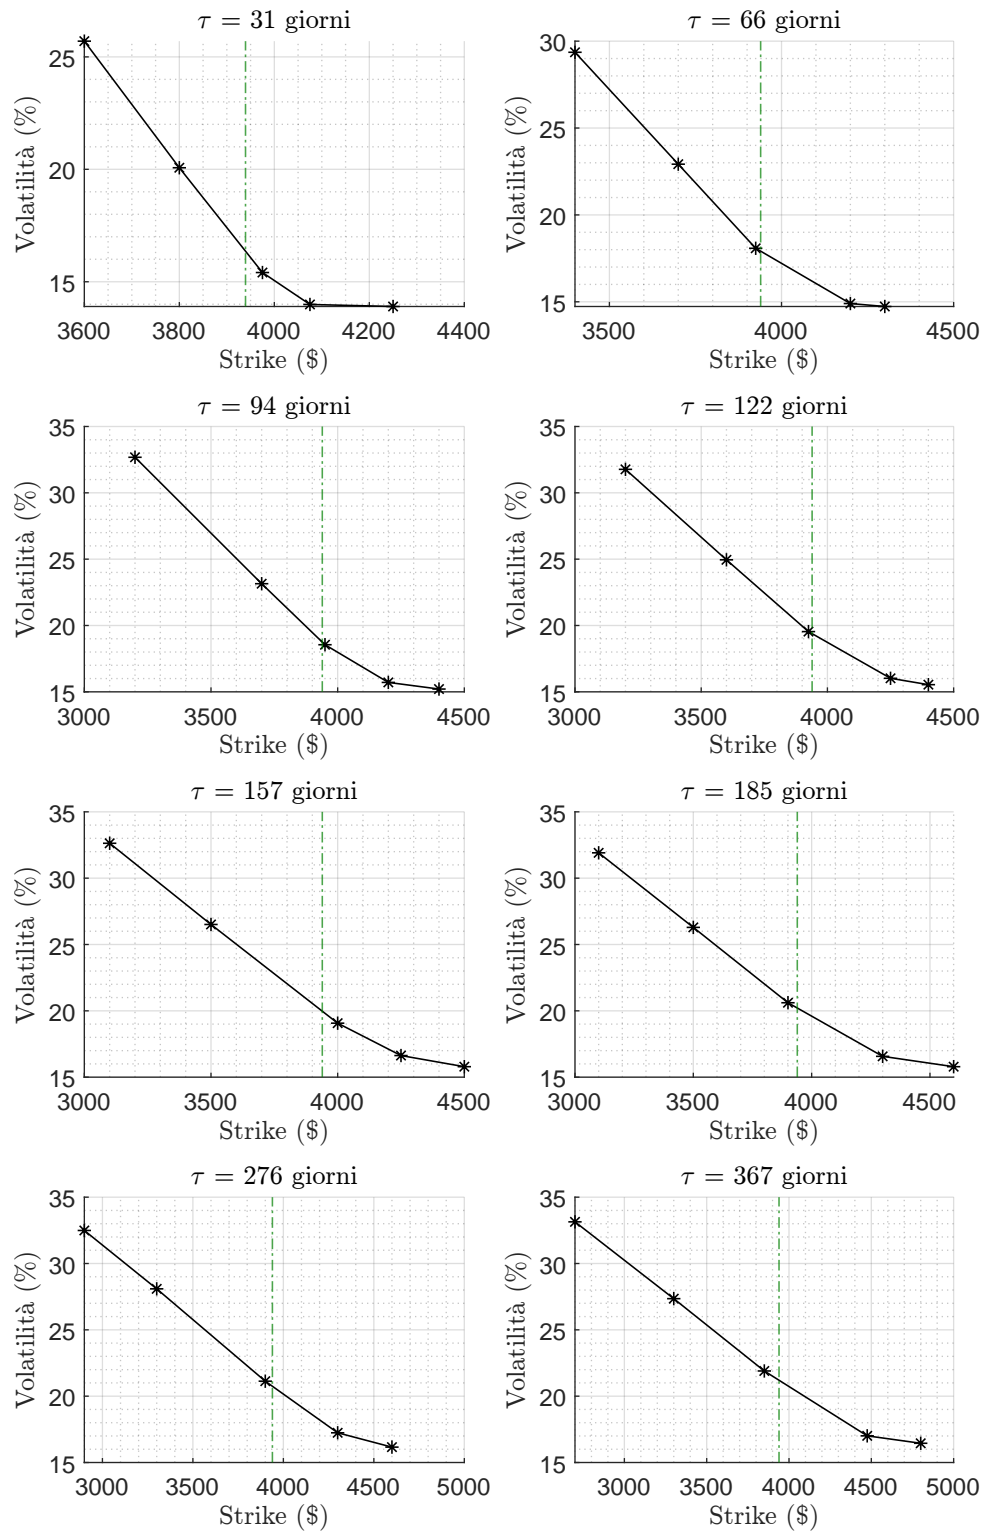 τ = 31 giorni
Volatilità (%)
25
20
15
3600 3800 4000 4200 4400
Strike ($)
τ = 66 giorni
Volatilità (%)
30
25
20
15
3500 4000 4500
Strike ($)
τ = 94 giorni
Volatilità (%)
35
30
25
20
15
3000 3500 4000 4500
Strike ($)
τ = 122 giorni
Volatilità (%)
35
30
25
20
15
3000 3500 4000 4500
Strike ($)
τ = 157 giorni
Volatilità (%)
35
30
25
20
15
3000 3500 4000 4500
Strike ($)
τ = 185 giorni
Volatilità (%)
35
30
25
20
15
3000 3500 4000 4500
Strike ($)
τ = 276 giorni
Volatilità (%)
35
30
25
20
15
3000 3500 4000 4500 5000
Strike ($)
τ = 367 giorni
Volatilità (%)
35
30
25
20
15
3000 3500 4000 4500 5000
Strike ($)